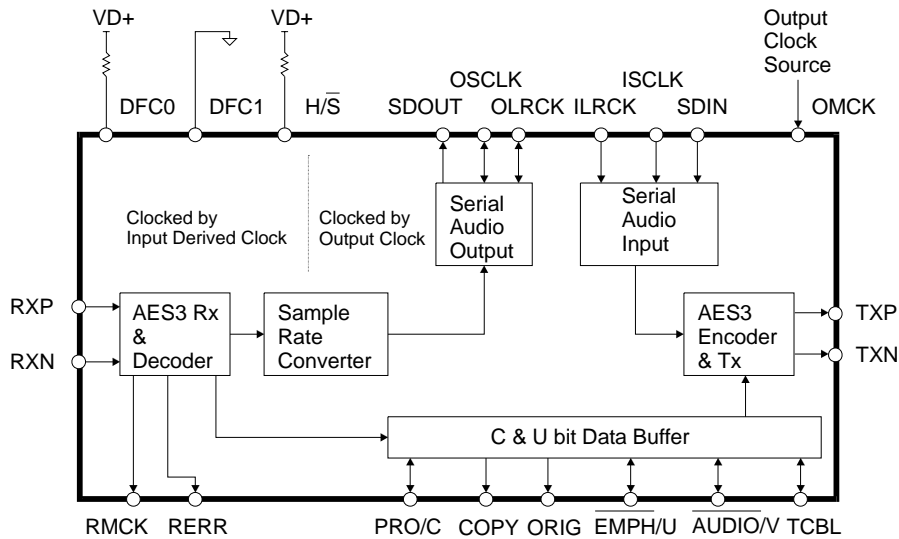 VD+
VD+
Output
Clock
Source
OSCLK
ISCLK
DFC0
DFC1
H/S̅
SDOUT
OLRCK
ILRCK
SDIN
OMCK
Clocked by
Input Derived Clock
Clocked by
Output Clock
Serial
Audio
Output
Serial
Audio
Input
RXP
RXN
AES3 Rx
&
Decoder
Sample
Rate
Converter
AES3
Encoder
& Tx
TXP
TXN
C & U bit Data Buffer
RMCK
RERR
PRO/C
COPY
ORIG
E̅M̅P̅H̅/U
A̅U̅D̅I̅O̅/V
TCBL